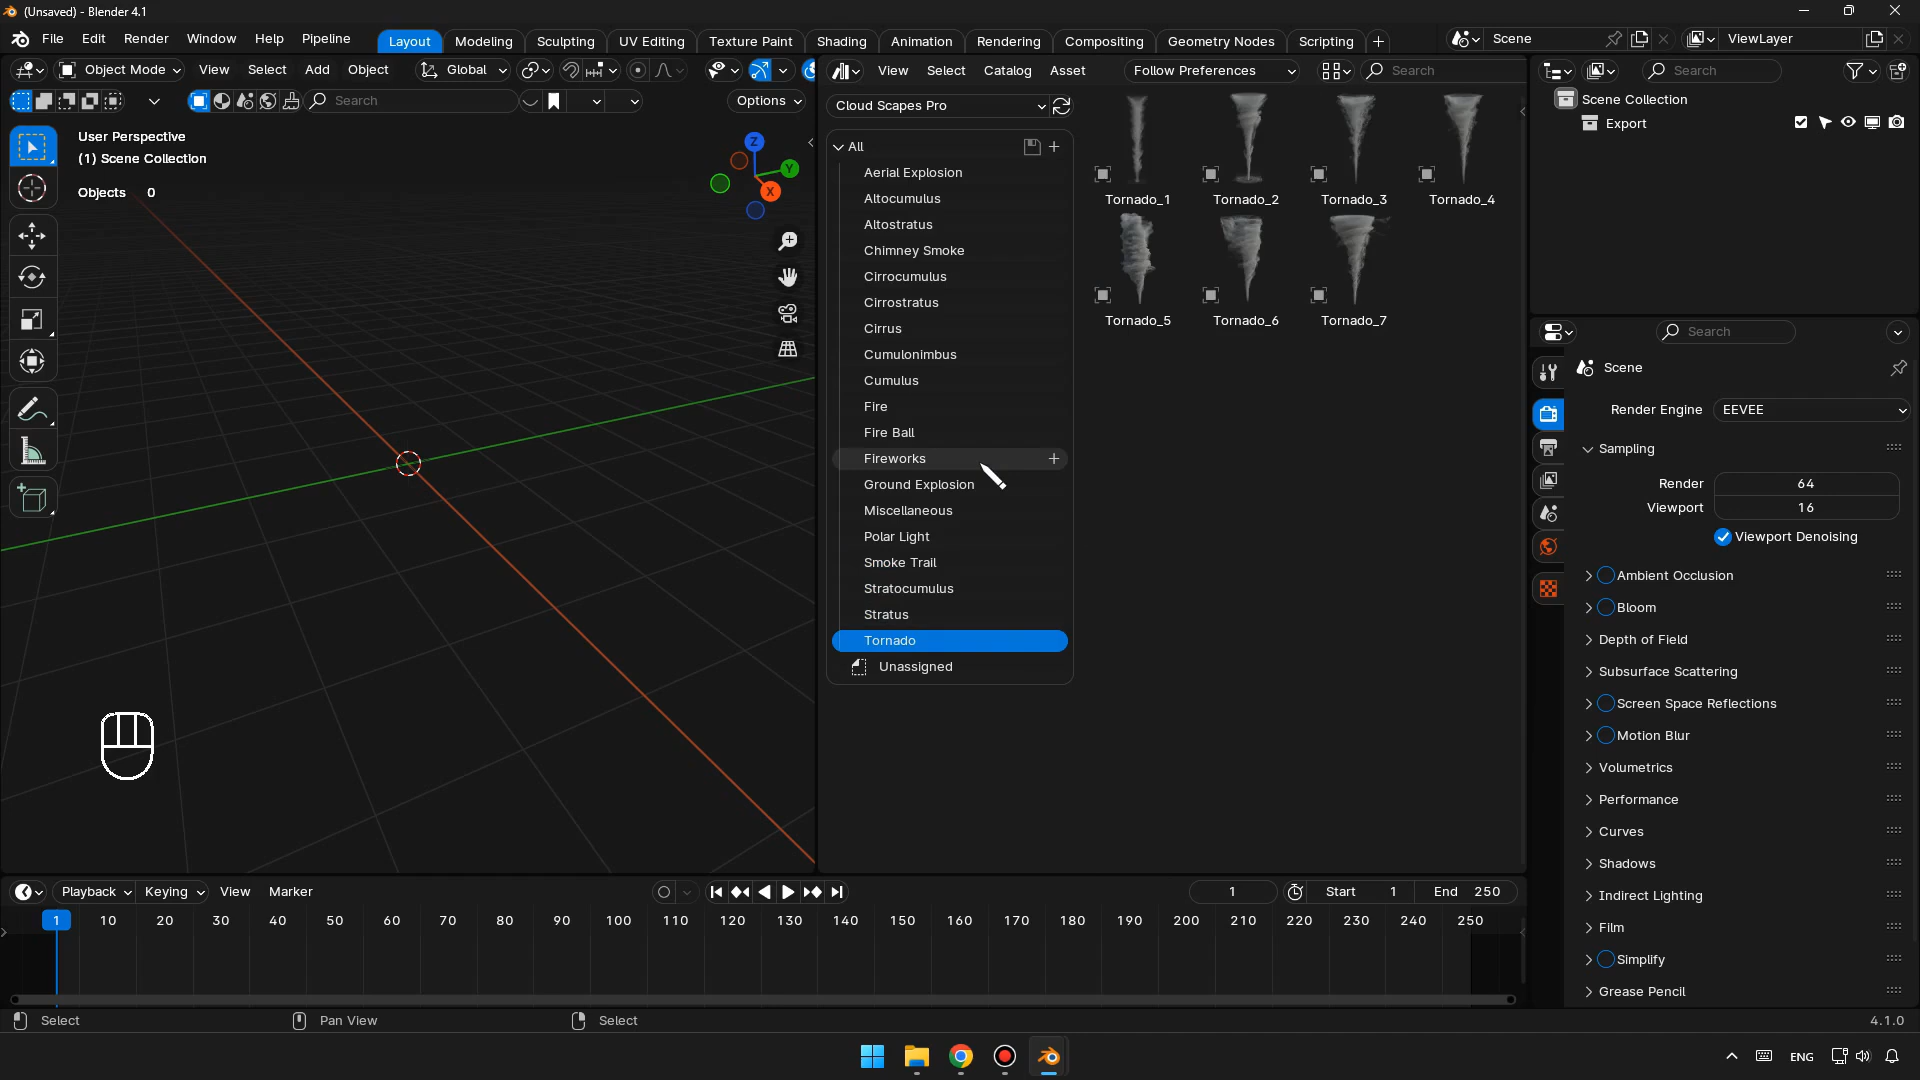 (Unsaved) - Blender 4.1
File Edit Render Window Help Pipeline Layout Modeling Sculpting UV Editing Texture Paint Shading Animation Rendering Compositing Geometry Nodes Scripting + Scene ViewLayer
Object Mode View Select Add Object Global
Search Options
View Select Catalog Asset Follow Preferences Search
Search
User Perspective
(1) Scene Collection
Objects 0
Z
Y
X
Cloud Scapes Pro
All
Aerial Explosion
Altocumulus
Altostratus
Chimney Smoke
Cirrocumulus
Cirrostratus
Cirrus
Cumulonimbus
Cumulus
Fire
Fire Ball
Fireworks
Ground Explosion
Miscellaneous
Polar Light
Smoke Trail
Stratocumulus
Stratus
Tornado
Unassigned
Tornado_1 Tornado_2 Tornado_3 Tornado_4
Tornado_5 Tornado_6 Tornado_7
Scene Collection
Export
Search
Scene
Render Engine EEVEE
Sampling
Render 64
Viewport 16
Viewport Denoising
Ambient Occlusion
Bloom
Depth of Field
Subsurface Scattering
Screen Space Reflections
Motion Blur
Volumetrics
Performance
Curves
Shadows
Indirect Lighting
Film
Simplify
Grease Pencil
Playback Keying View Marker 1 Start 1 End 250
1 10 20 30 40 50 60 70 80 90 100 110 120 130 140 150 160 170 180 190 200 210 220 230 240 250
Select Pan View Select 4.1.0
ENG